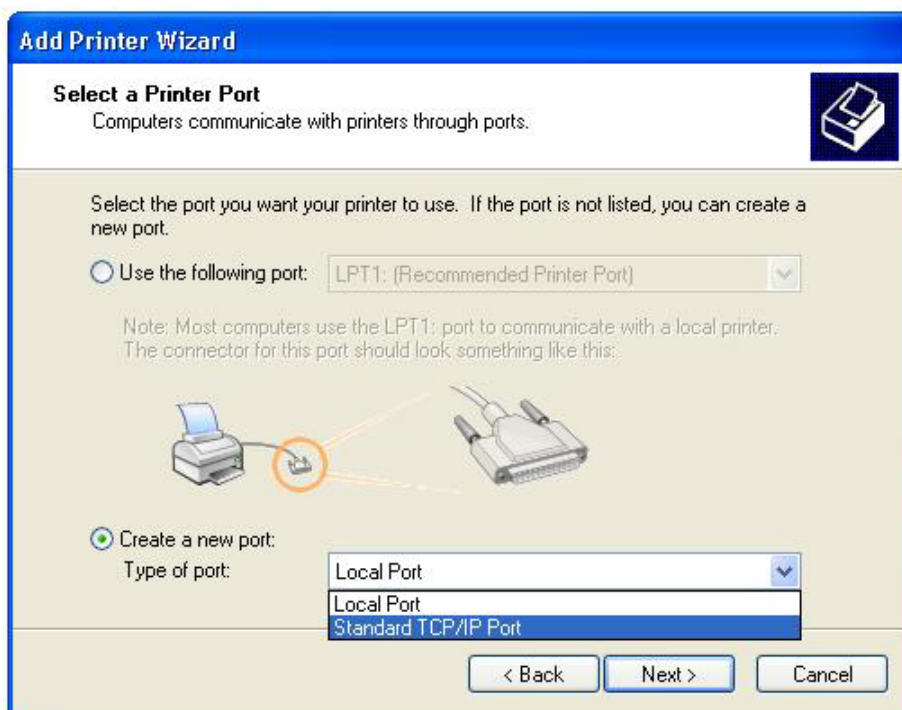 Add Printer Wizard
Select a Printer Port
Computers communicate with printers through ports.
Select the port you want your printer to use. If the port is not listed, you can create a
new port.
Use the following port: LPT1: (Recommended Printer Port)
Note: Most computers use the LPT1: port to communicate with a local printer.
The connector for this port should look something like this:
Create a new port:
Type of port: Local Port
Local Port
Standard TCP/IP Port
< Back Next > Cancel